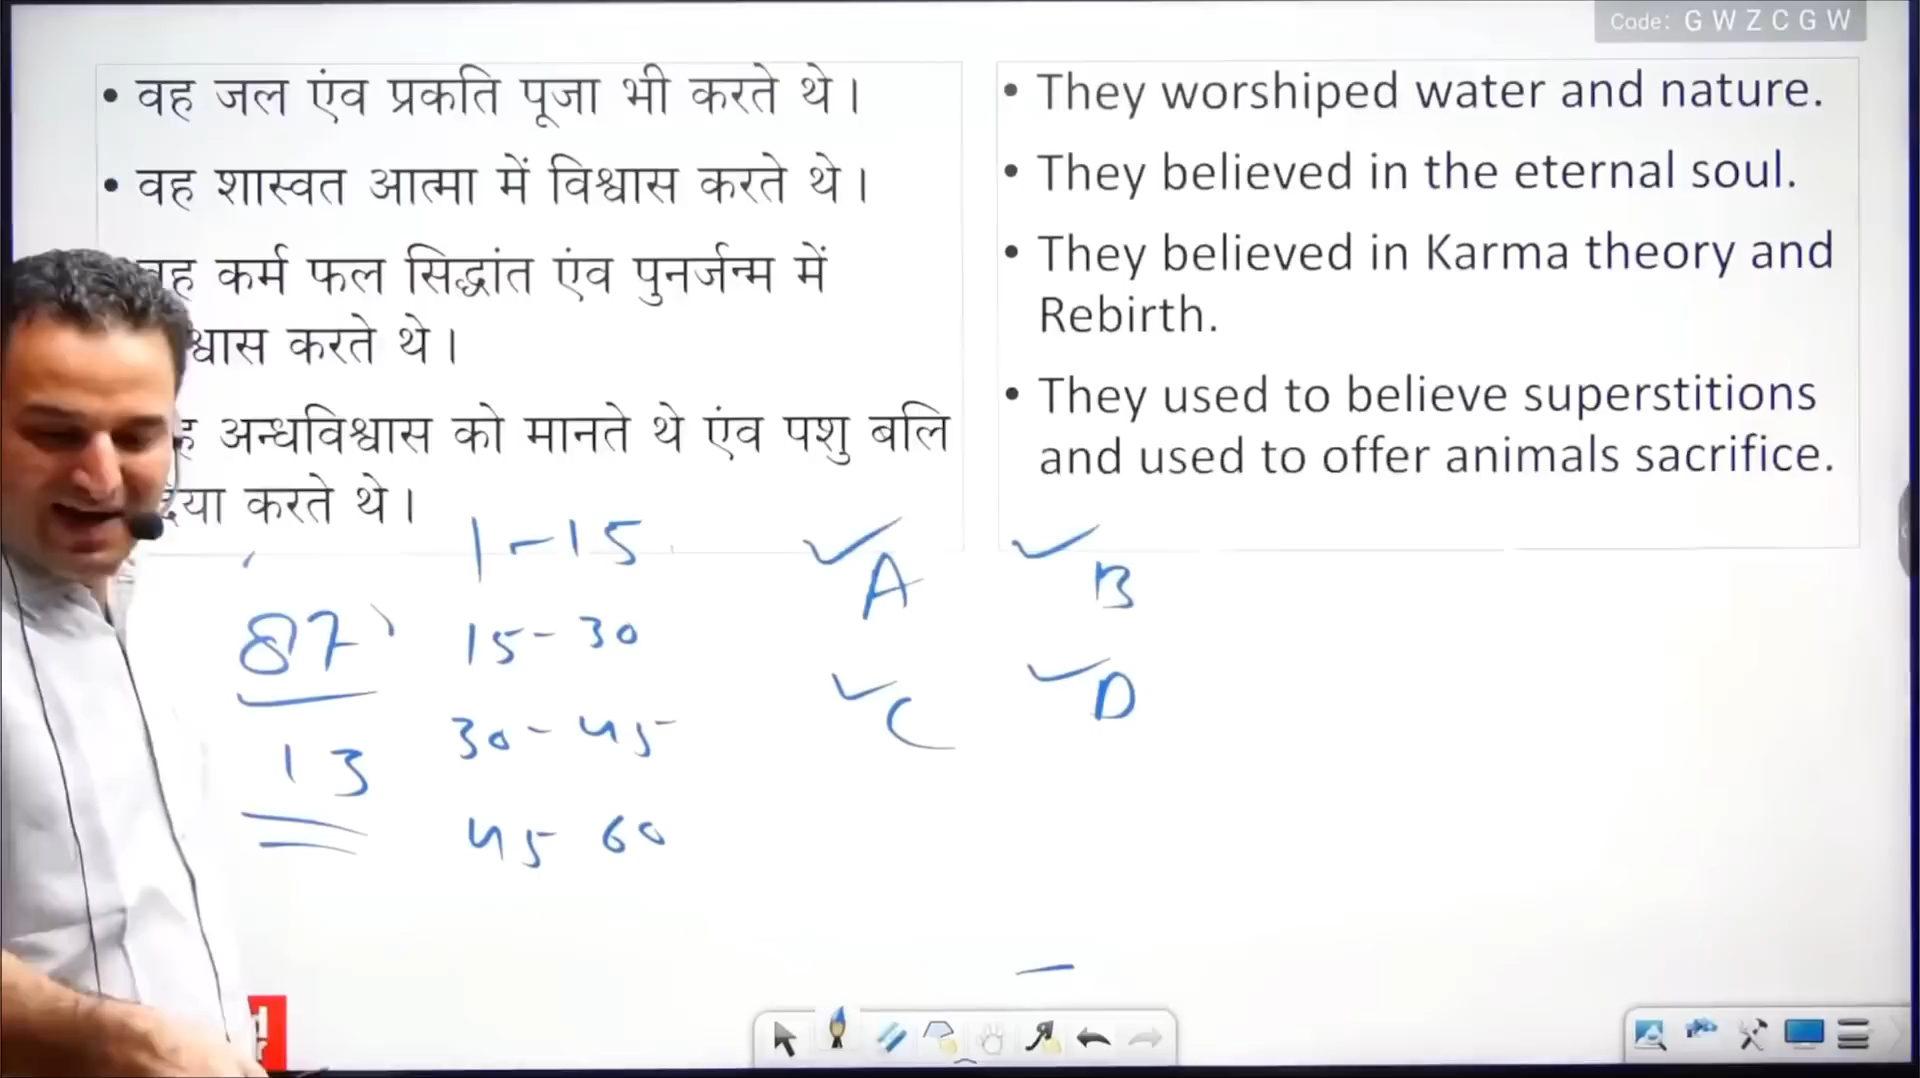 Code: G W Z C G W
• वह जल एंव प्रकति पूजा भी करते थे।
• वह शास्वत आत्मा में विश्वास करते थे।
कर्म फल सिद्धांत एंव पुनर्जन्म में
करते थे।
अन्धविश्वास को मानते थे एंव पशु बलि
करते थे।
• They worshiped water and nature.
• They believed in the eternal soul.
• They believed in Karma theory and
Rebirth.
• They used to believe superstitions
and used to offer animals sacrifice.
87
13
1-15
15-30
30-45
45 60
A
B
C
D